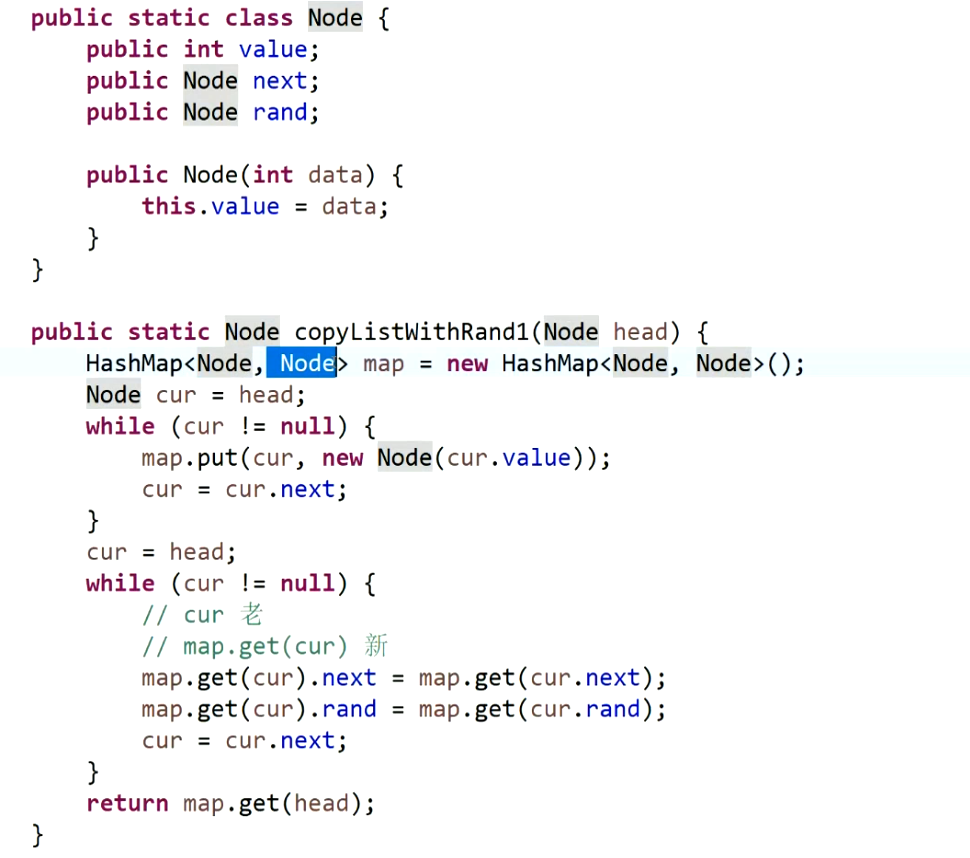 public static class Node {
    public int value;
    public Node next;
    public Node rand;

    public Node(int data) {
        this.value = data;
    }
}

public static Node copyListWithRand1(Node head) {
    HashMap<Node, Node> map = new HashMap<Node, Node>();
    Node cur = head;
    while (cur != null) {
        map.put(cur, new Node(cur.value));
        cur = cur.next;
    }
    cur = head;
    while (cur != null) {
        // cur 老
        // map.get(cur) 新
        map.get(cur).next = map.get(cur.next);
        map.get(cur).rand = map.get(cur.rand);
        cur = cur.next;
    }
    return map.get(head);
}